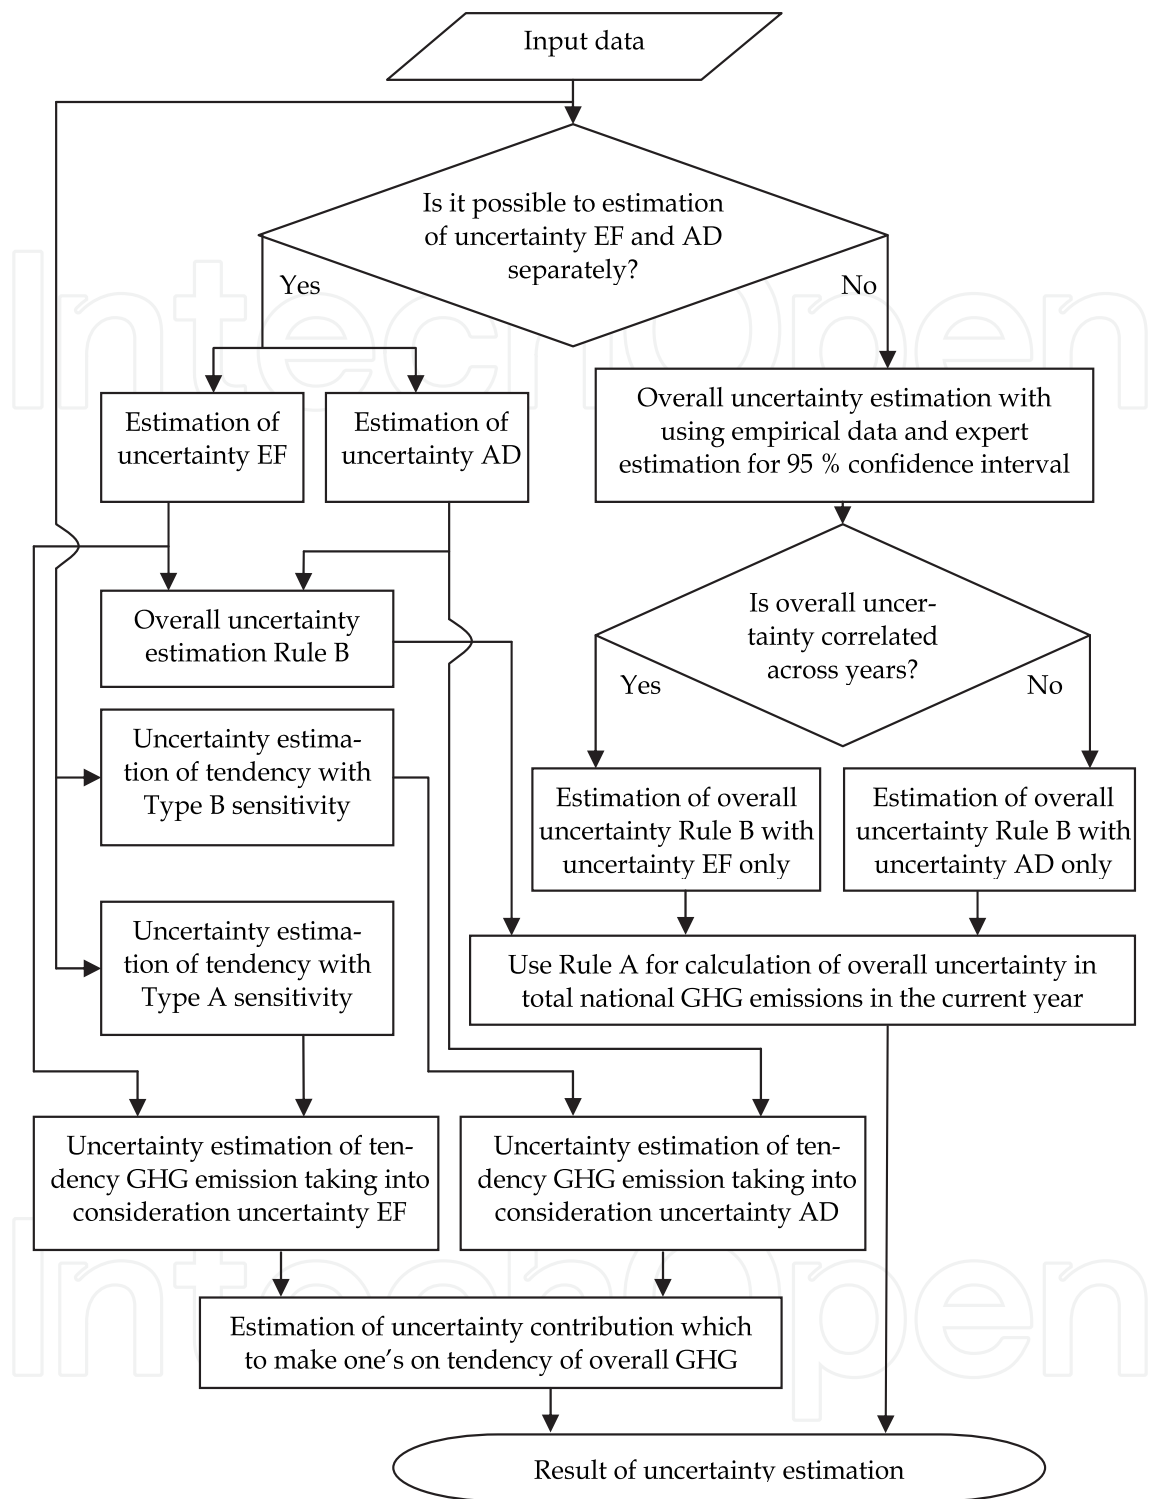 Input data
Is it possible to estimation
of uncertainty EF and AD
separately?
Yes
No
Estimation of
uncertainty EF
Estimation of
uncertainty AD
Overall uncertainty estimation with
using empirical data and expert
estimation for 95 % confidence interval
Overall uncertainty
estimation Rule B
Is overall uncer-
tainty correlated
across years?
Yes
No
Uncertainty estima-
tion of tendency with
Type B sensitivity
Estimation of overall
uncertainty Rule B with
uncertainty EF only
Estimation of overall
uncertainty Rule B with
uncertainty AD only
Uncertainty estima-
tion of tendency with
Type A sensitivity
Use Rule A for calculation of overall uncertainty in
total national GHG emissions in the current year
Uncertainty estimation of ten-
dency GHG emission taking into
consideration uncertainty EF
Uncertainty estimation of ten-
dency GHG emission taking into
consideration uncertainty AD
Estimation of uncertainty contribution which
to make one's on tendency of overall GHG
Result of uncertainty estimation
IntechOpen
IntechOpen